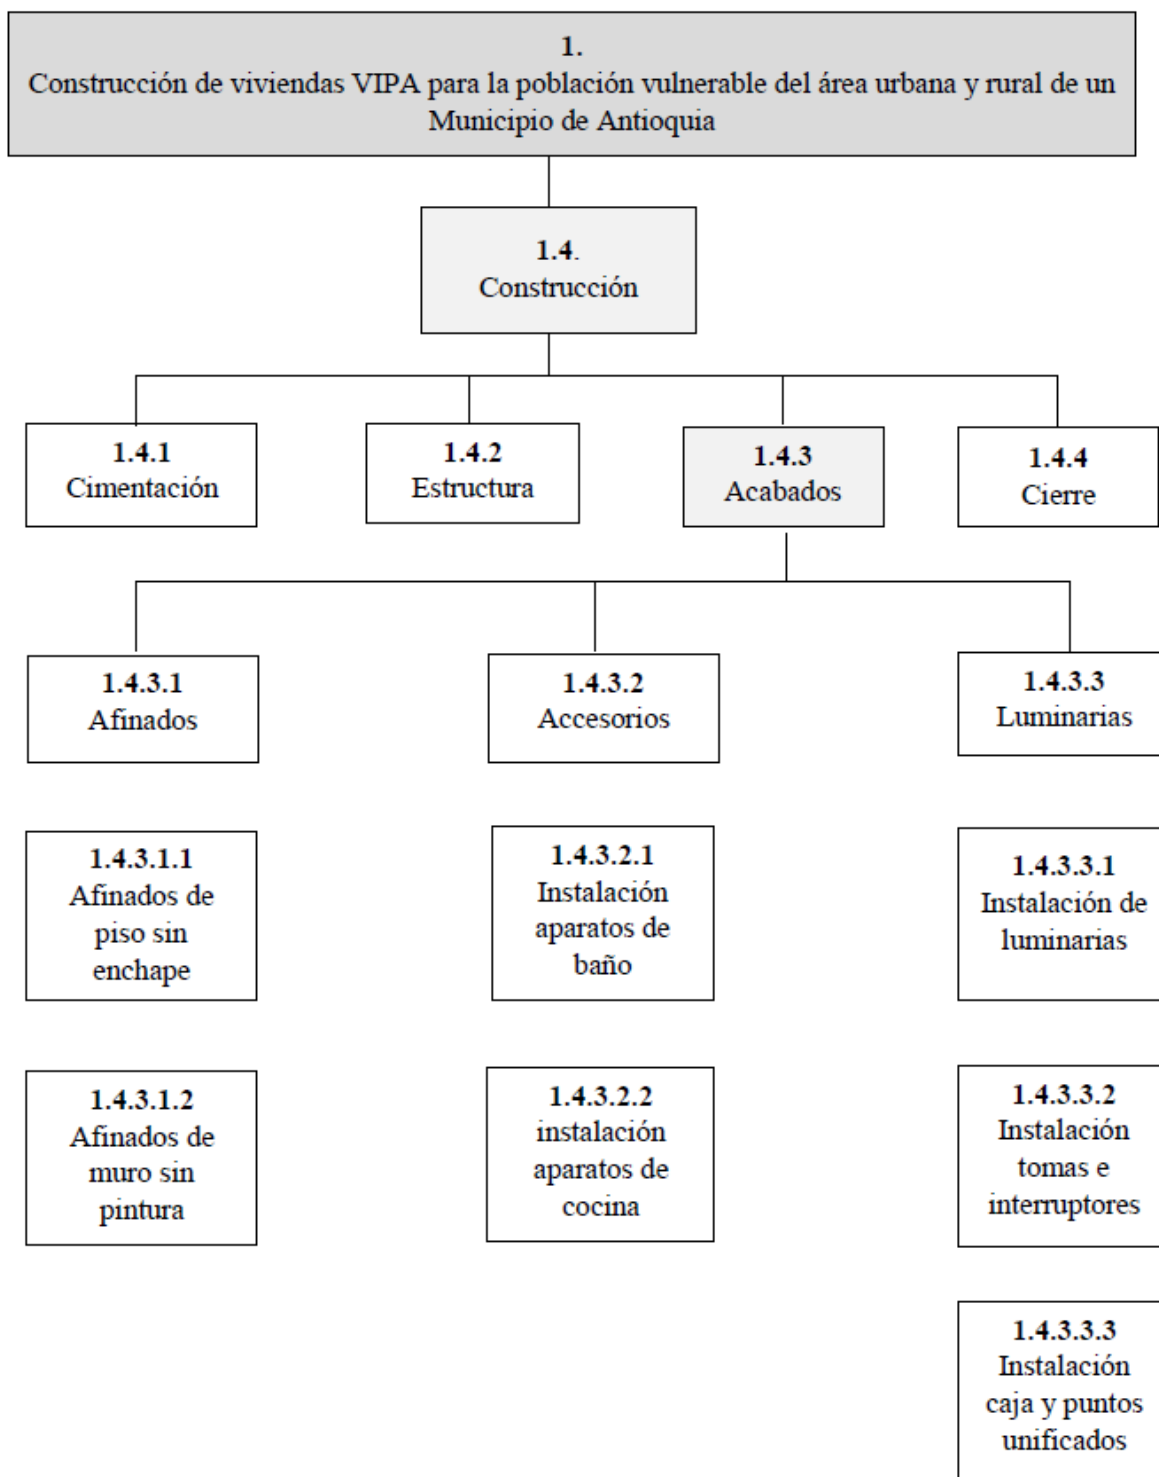 1.
Construcción de viviendas VIPA para la población vulnerable del área urbana y rural de un
Municipio de Antioquia
1.4.
Construcción
1.4.1
Cimentación
1.4.2
Estructura
1.4.3
Acabados
1.4.4
Cierre
1.4.3.1
Afinados
1.4.3.2
Accesorios
1.4.3.3
Luminarias
1.4.3.1.1
Afinados de
piso sin
enchape
1.4.3.2.1
Instalación
aparatos de
baño
1.4.3.3.1
Instalación de
luminarias
1.4.3.1.2
Afinados de
muro sin
pintura
1.4.3.2.2
instalación
aparatos de
cocina
1.4.3.3.2
Instalación
tomas e
interruptores
1.4.3.3.3
Instalación
caja y puntos
unificados